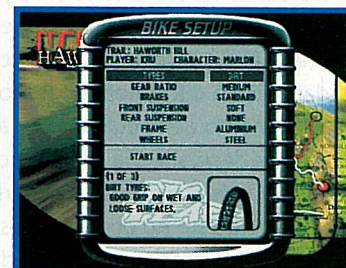 BIKE SETUP
HAW
TRAIL: HAWORTH HILL
PLAYER: KRU CHARACTER: MARLON
TYRES DIRT
GEAR RATIO MEDIUM
BRAKES STANDARD
FRONT SUSPENSION SOFT
REAR SUSPENSION NONE
FRAME ALUMINIUM
WHEELS STEEL
START RACE
(1 OF 3)
DIRT TYRES:
GOOD GRIP ON WET AND
LOOSE SURFACES.